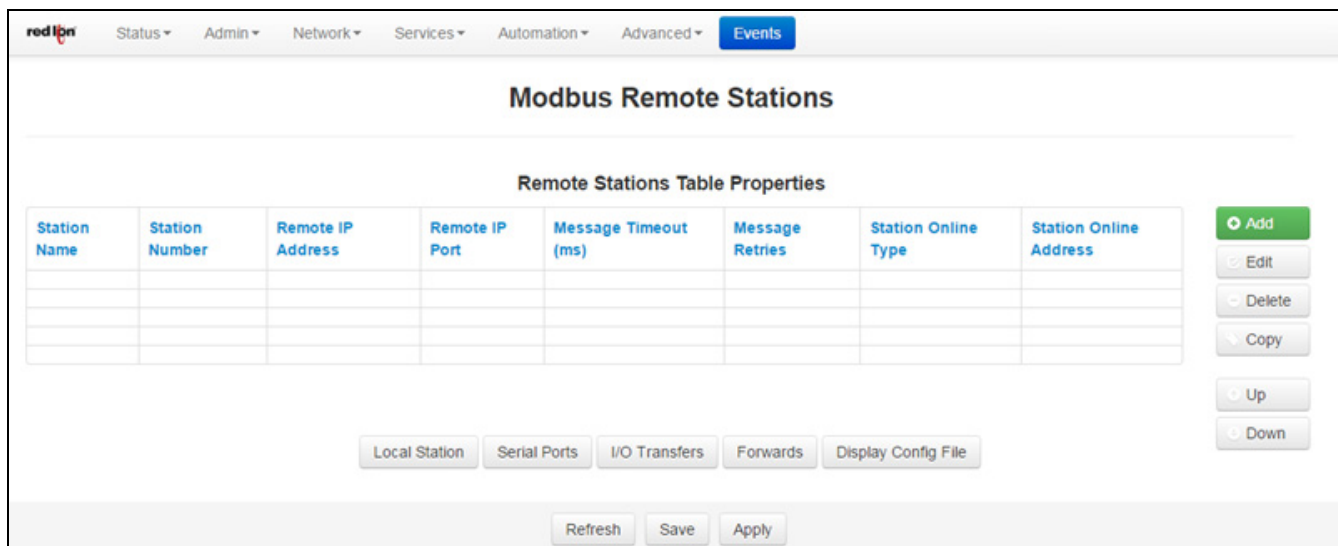 red lion Status Admin Network Services Automation Advanced Events
Modbus Remote Stations
Remote Stations Table Properties
Station Name Station Number Remote IP Address Remote IP Port Message Timeout (ms) Message Retries Station Online Type Station Online Address
Add
Edit
Delete
Copy
Up
Down
Local Station Serial Ports I/O Transfers Forwards Display Config File
Refresh Save Apply